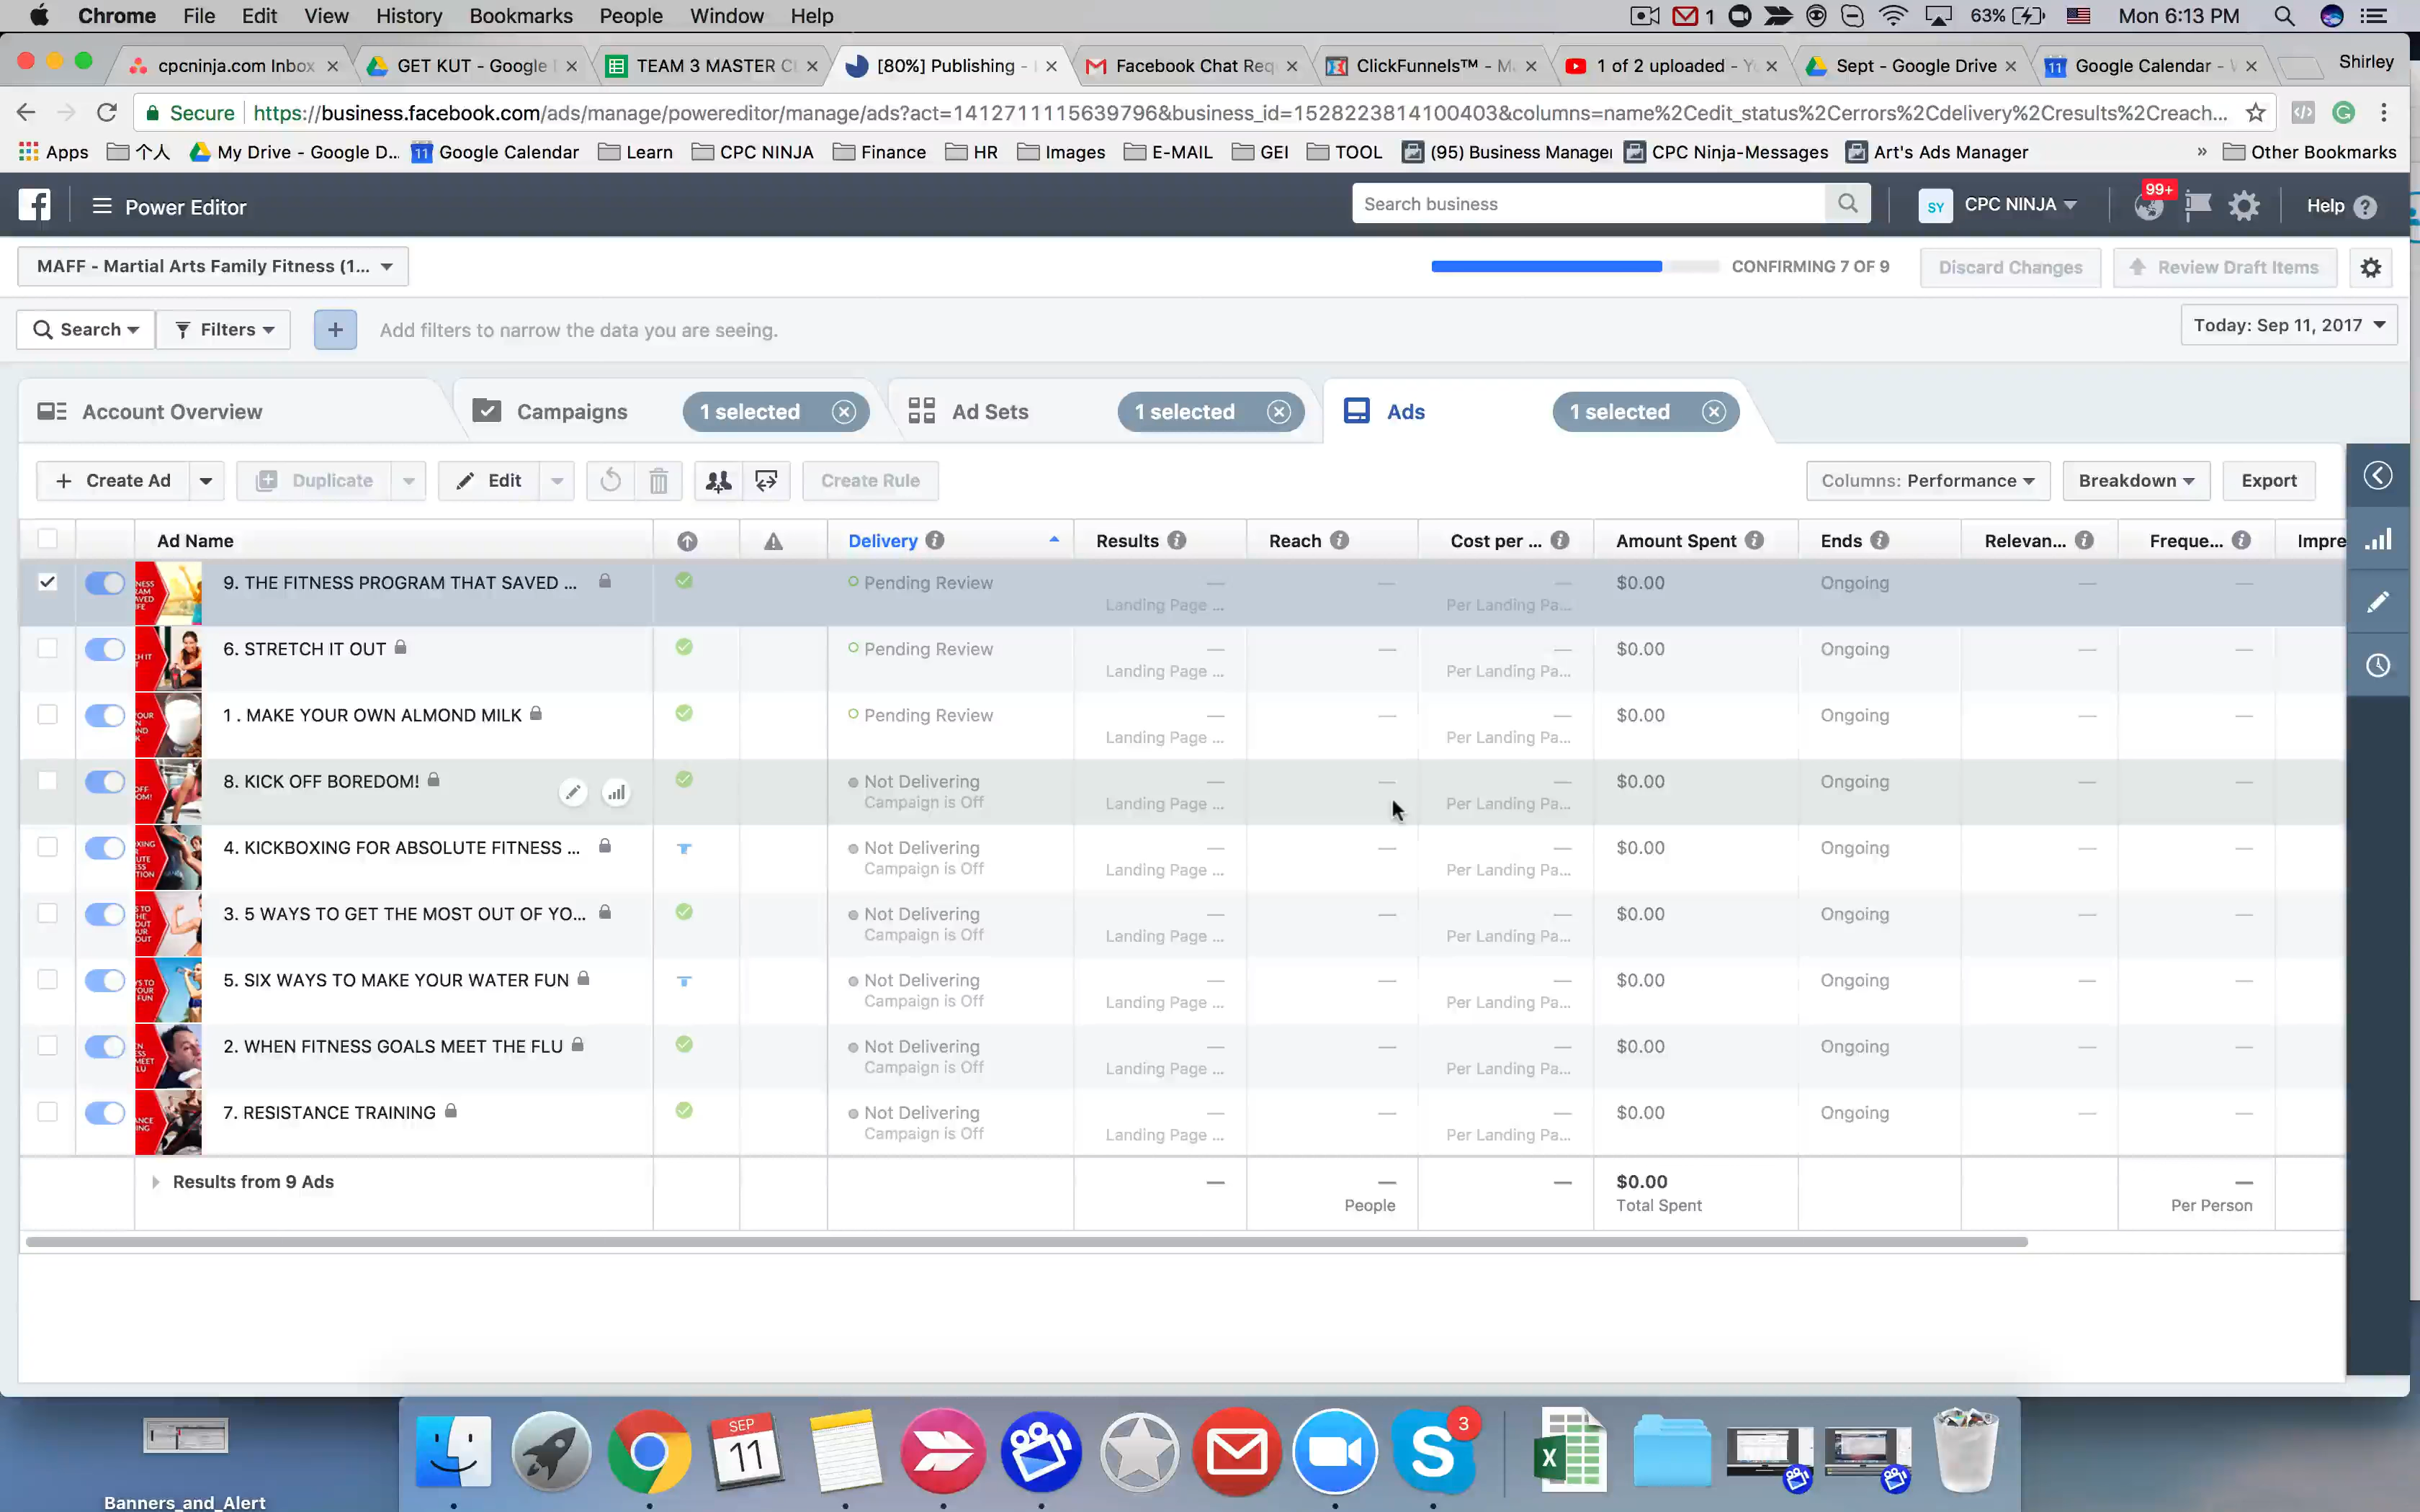 Chrome File Edit View History Bookmarks People Window Help 1 63% Mon 6:13 PM
cpcninja.com Inbox GET KUT - Google TEAM 3 MASTER C [80%] Publishing - Facebook Chat Req ClickFunnels™ - M 1 of 2 uploaded - Y Sept - Google Drive 11 Google Calendar - Shirley
Secure https://business.facebook.com/ads/manage/powereditor/manage/ads?act=1412711115639796&business_id=1528223814100403&columns=name%2Cedit_status%2Cerrors%2Cdelivery%2Cresults%2Creach...
Apps 个人 My Drive - Google D... 11 Google Calendar Learn CPC NINJA Finance HR Images E-MAIL GEI TOOL (95) Business Manager CPC Ninja-Messages Art's Ads Manager » Other Bookmarks
Power Editor Search business SY CPC NINJA 99+ Help
MAFF - Martial Arts Family Fitness (1... CONFIRMING 7 OF 9 Discard Changes Review Draft Items
Search Filters + Add filters to narrow the data you are seeing. Today: Sep 11, 2017
Account Overview Campaigns 1 selected Ad Sets 1 selected Ads 1 selected
+ Create Ad Duplicate Edit Create Rule Columns: Performance Breakdown Export
Ad Name Delivery Results Reach Cost per ... Amount Spent Ends Relevan... Freque... Impre
9. THE FITNESS PROGRAM THAT SAVED ... Pending Review — — — $0.00 Ongoing — —
Landing Page ... Per Landing Pa...
6. STRETCH IT OUT Pending Review — — — $0.00 Ongoing — —
Landing Page ... Per Landing Pa...
1 . MAKE YOUR OWN ALMOND MILK Pending Review — — — $0.00 Ongoing — —
Landing Page ... Per Landing Pa...
8. KICK OFF BOREDOM! Not Delivering — — — $0.00 Ongoing — —
Campaign is Off Landing Page ... Per Landing Pa...
4. KICKBOXING FOR ABSOLUTE FITNESS ... Not Delivering — — — $0.00 Ongoing — —
Campaign is Off Landing Page ... Per Landing Pa...
3. 5 WAYS TO GET THE MOST OUT OF YO... Not Delivering — — — $0.00 Ongoing — —
Campaign is Off Landing Page ... Per Landing Pa...
5. SIX WAYS TO MAKE YOUR WATER FUN Not Delivering — — — $0.00 Ongoing — —
Campaign is Off Landing Page ... Per Landing Pa...
2. WHEN FITNESS GOALS MEET THE FLU Not Delivering — — — $0.00 Ongoing — —
Campaign is Off Landing Page ... Per Landing Pa...
7. RESISTANCE TRAINING Not Delivering — — — $0.00 Ongoing — —
Campaign is Off Landing Page ... Per Landing Pa...
Results from 9 Ads — — — $0.00 —
People Total Spent Per Person
SEP
11
3
Banners_and_Alert